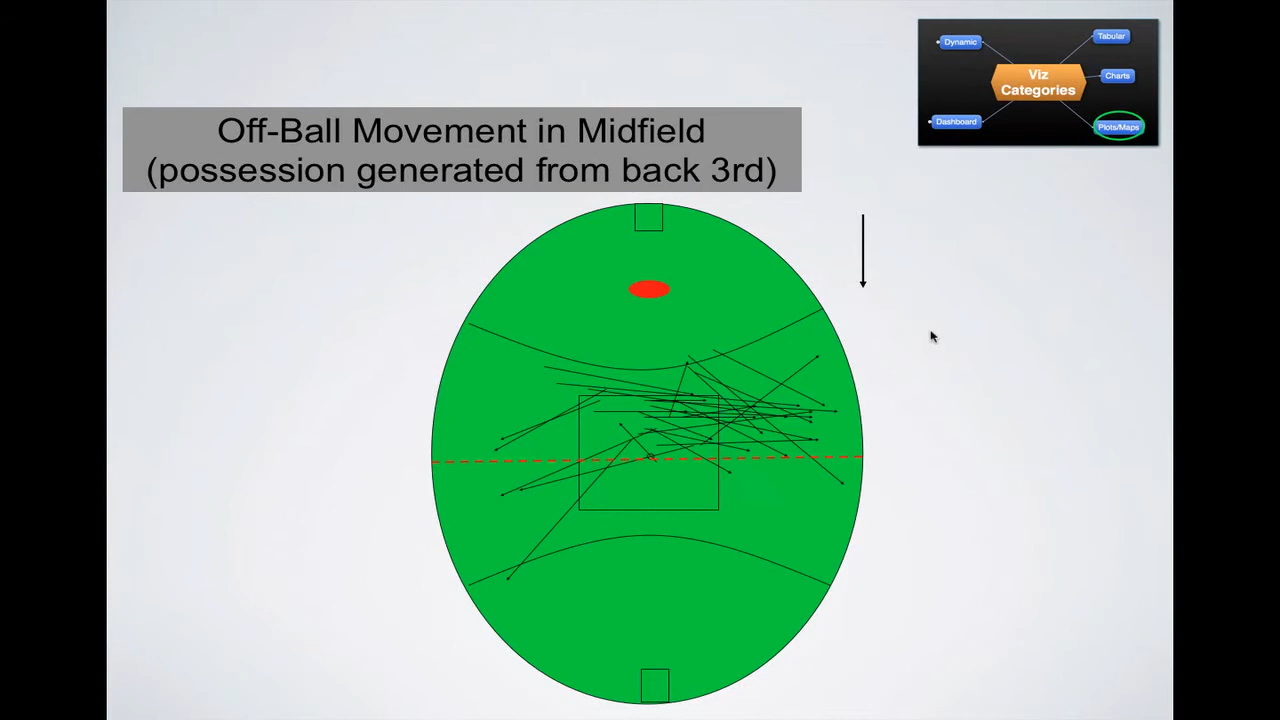 Off-Ball Movement in Midfield
(possession generated from back 3rd)
Dynamic
Tabular
Viz
Categories
Charts
Dashboard
Plots/Maps